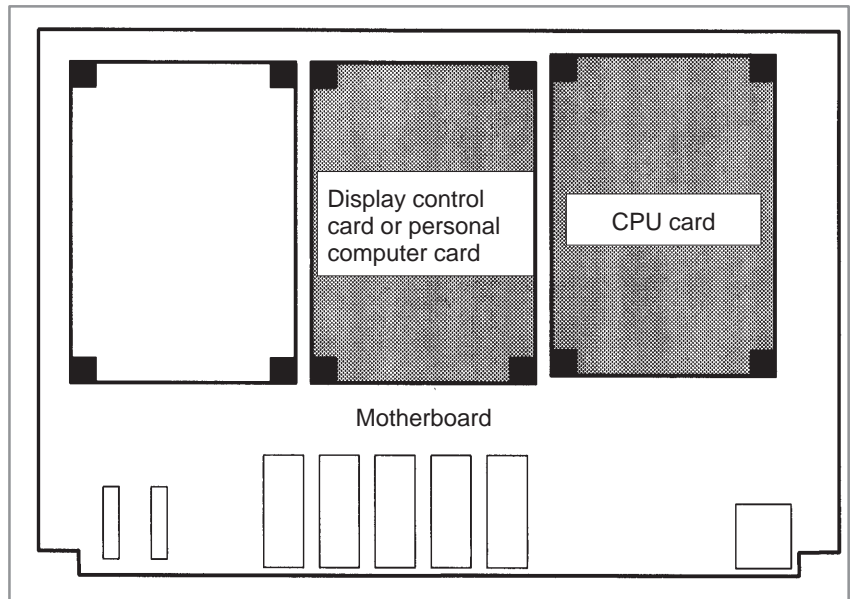 Display control
card or personal
computer card
CPU card
Motherboard